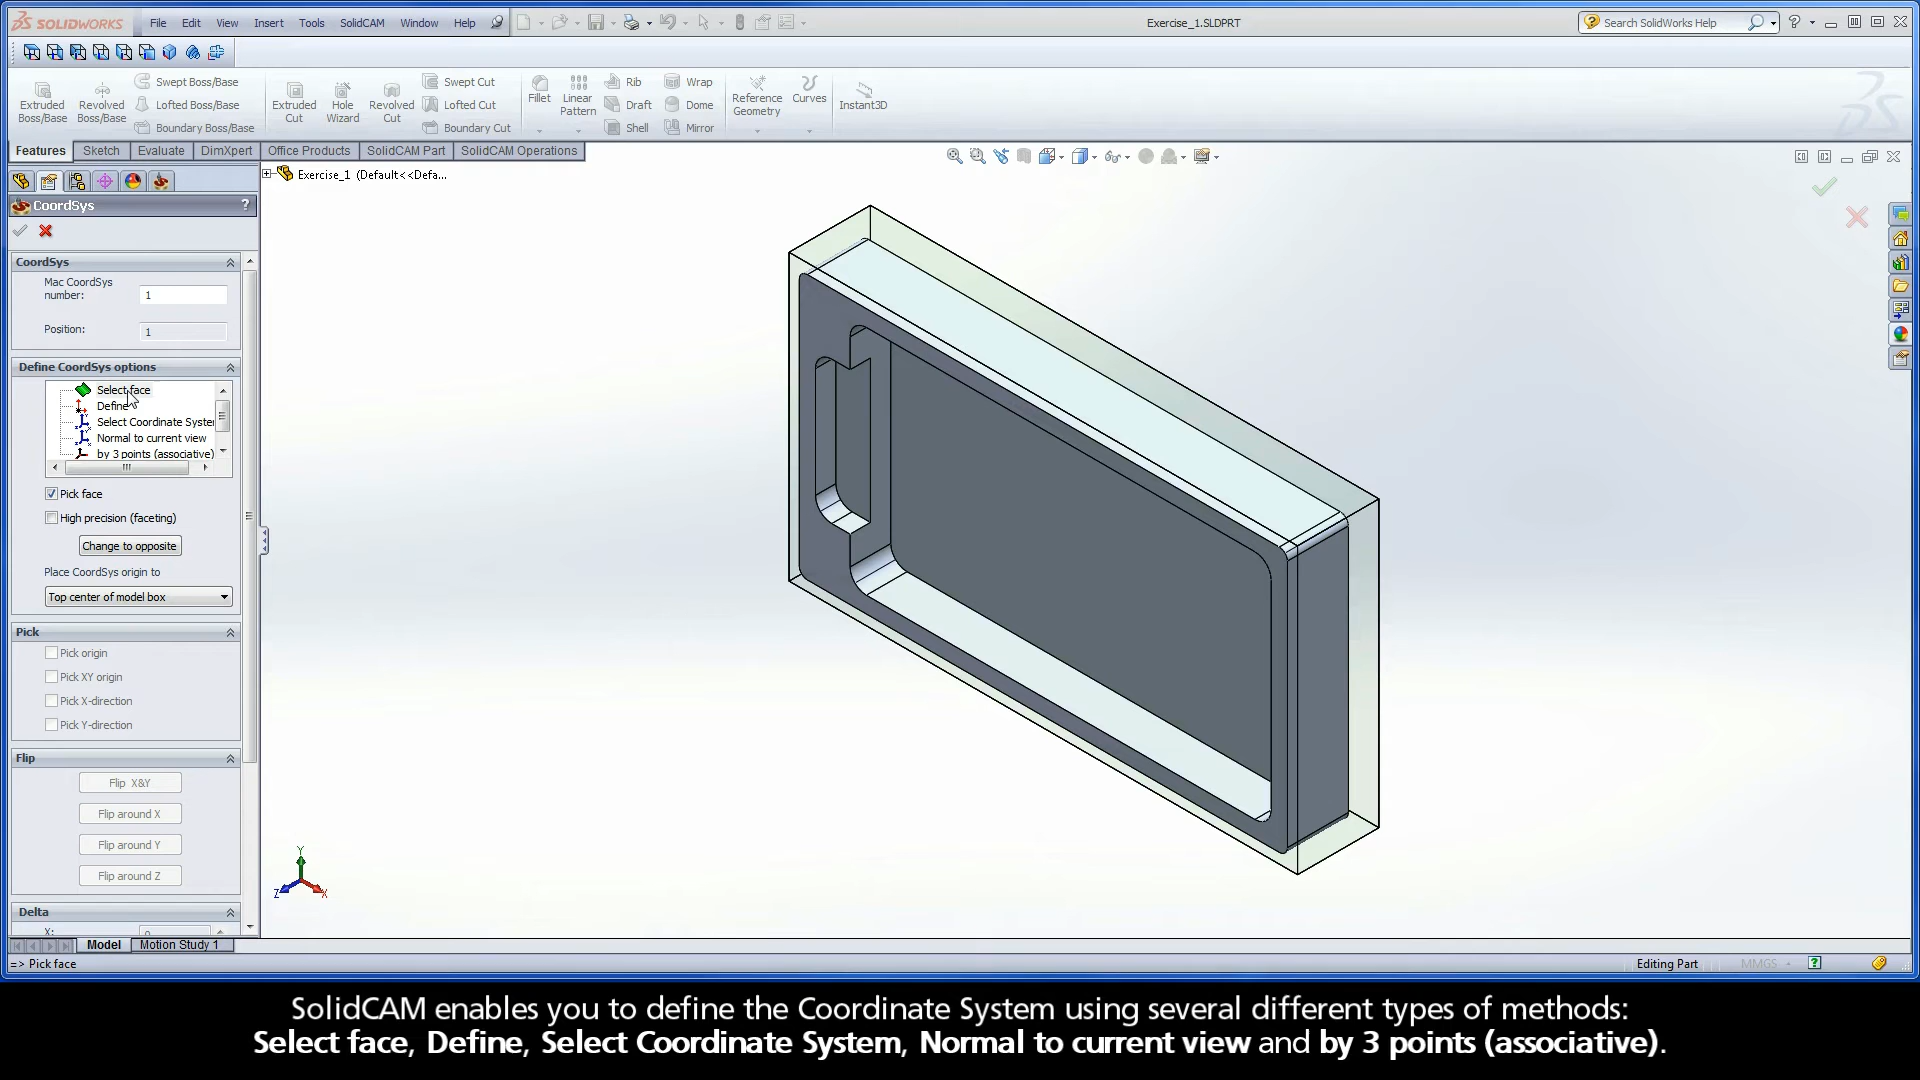 SOLIDWORKS File Edit View Insert Tools SolidCAM Window Help Exercise_1.SLDPRT Search SolidWorks Help
Extruded Boss/Base
Revolved Boss/Base
Swept Boss/Base
Lofted Boss/Base
Boundary Boss/Base
Extruded Cut
Hole Wizard
Revolved Cut
Swept Cut
Lofted Cut
Boundary Cut
Fillet
Linear Pattern
Rib
Draft
Shell
Wrap
Dome
Mirror
Reference Geometry
Curves
Instant3D
Features Sketch Evaluate DimXpert Office Products SolidCAM Part SolidCAM Operations
Exercise_1 (Default<<Defa...
CoordSys ?
CoordSys
Mac CoordSys number: 1
Position: 1
Define CoordSys options
Select face
Define
Select Coordinate System
Normal to current view
by 3 points (associative)
Pick face
High precision (faceting)
Change to opposite
Place CoordSys origin to
Top center of model box
Pick
Pick origin
Pick XY origin
Pick X-direction
Pick Y-direction
Flip
Flip X&Y
Flip around X
Flip around Y
Flip around Z
Delta
X: 0
Y
Z X
Model Motion Study 1
=> Pick face Editing Part MMGS
SolidCAM enables you to define the Coordinate System using several different types of methods:
Select face, Define, Select Coordinate System, Normal to current view and by 3 points (associative).